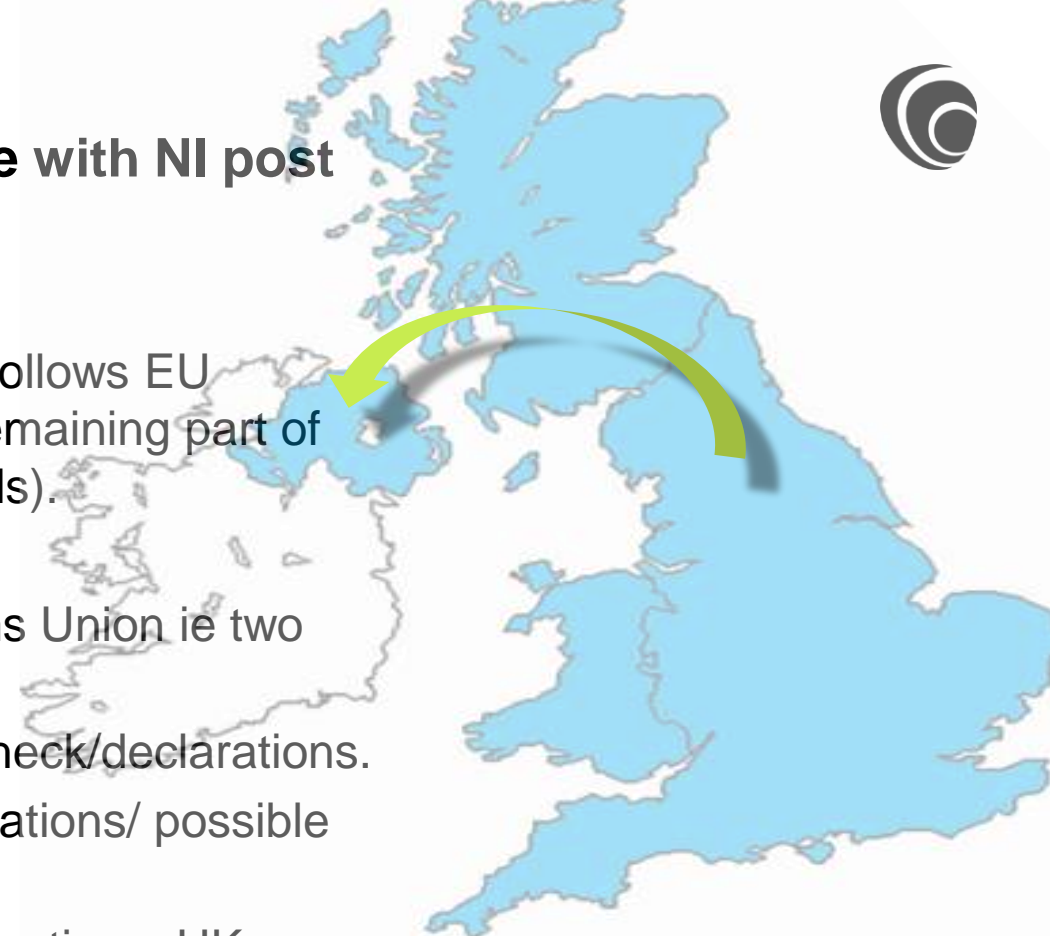 e with NI post
ollows EU
emaining part of
ls).
s Union ie two
heck/declarations.
ations/ possible